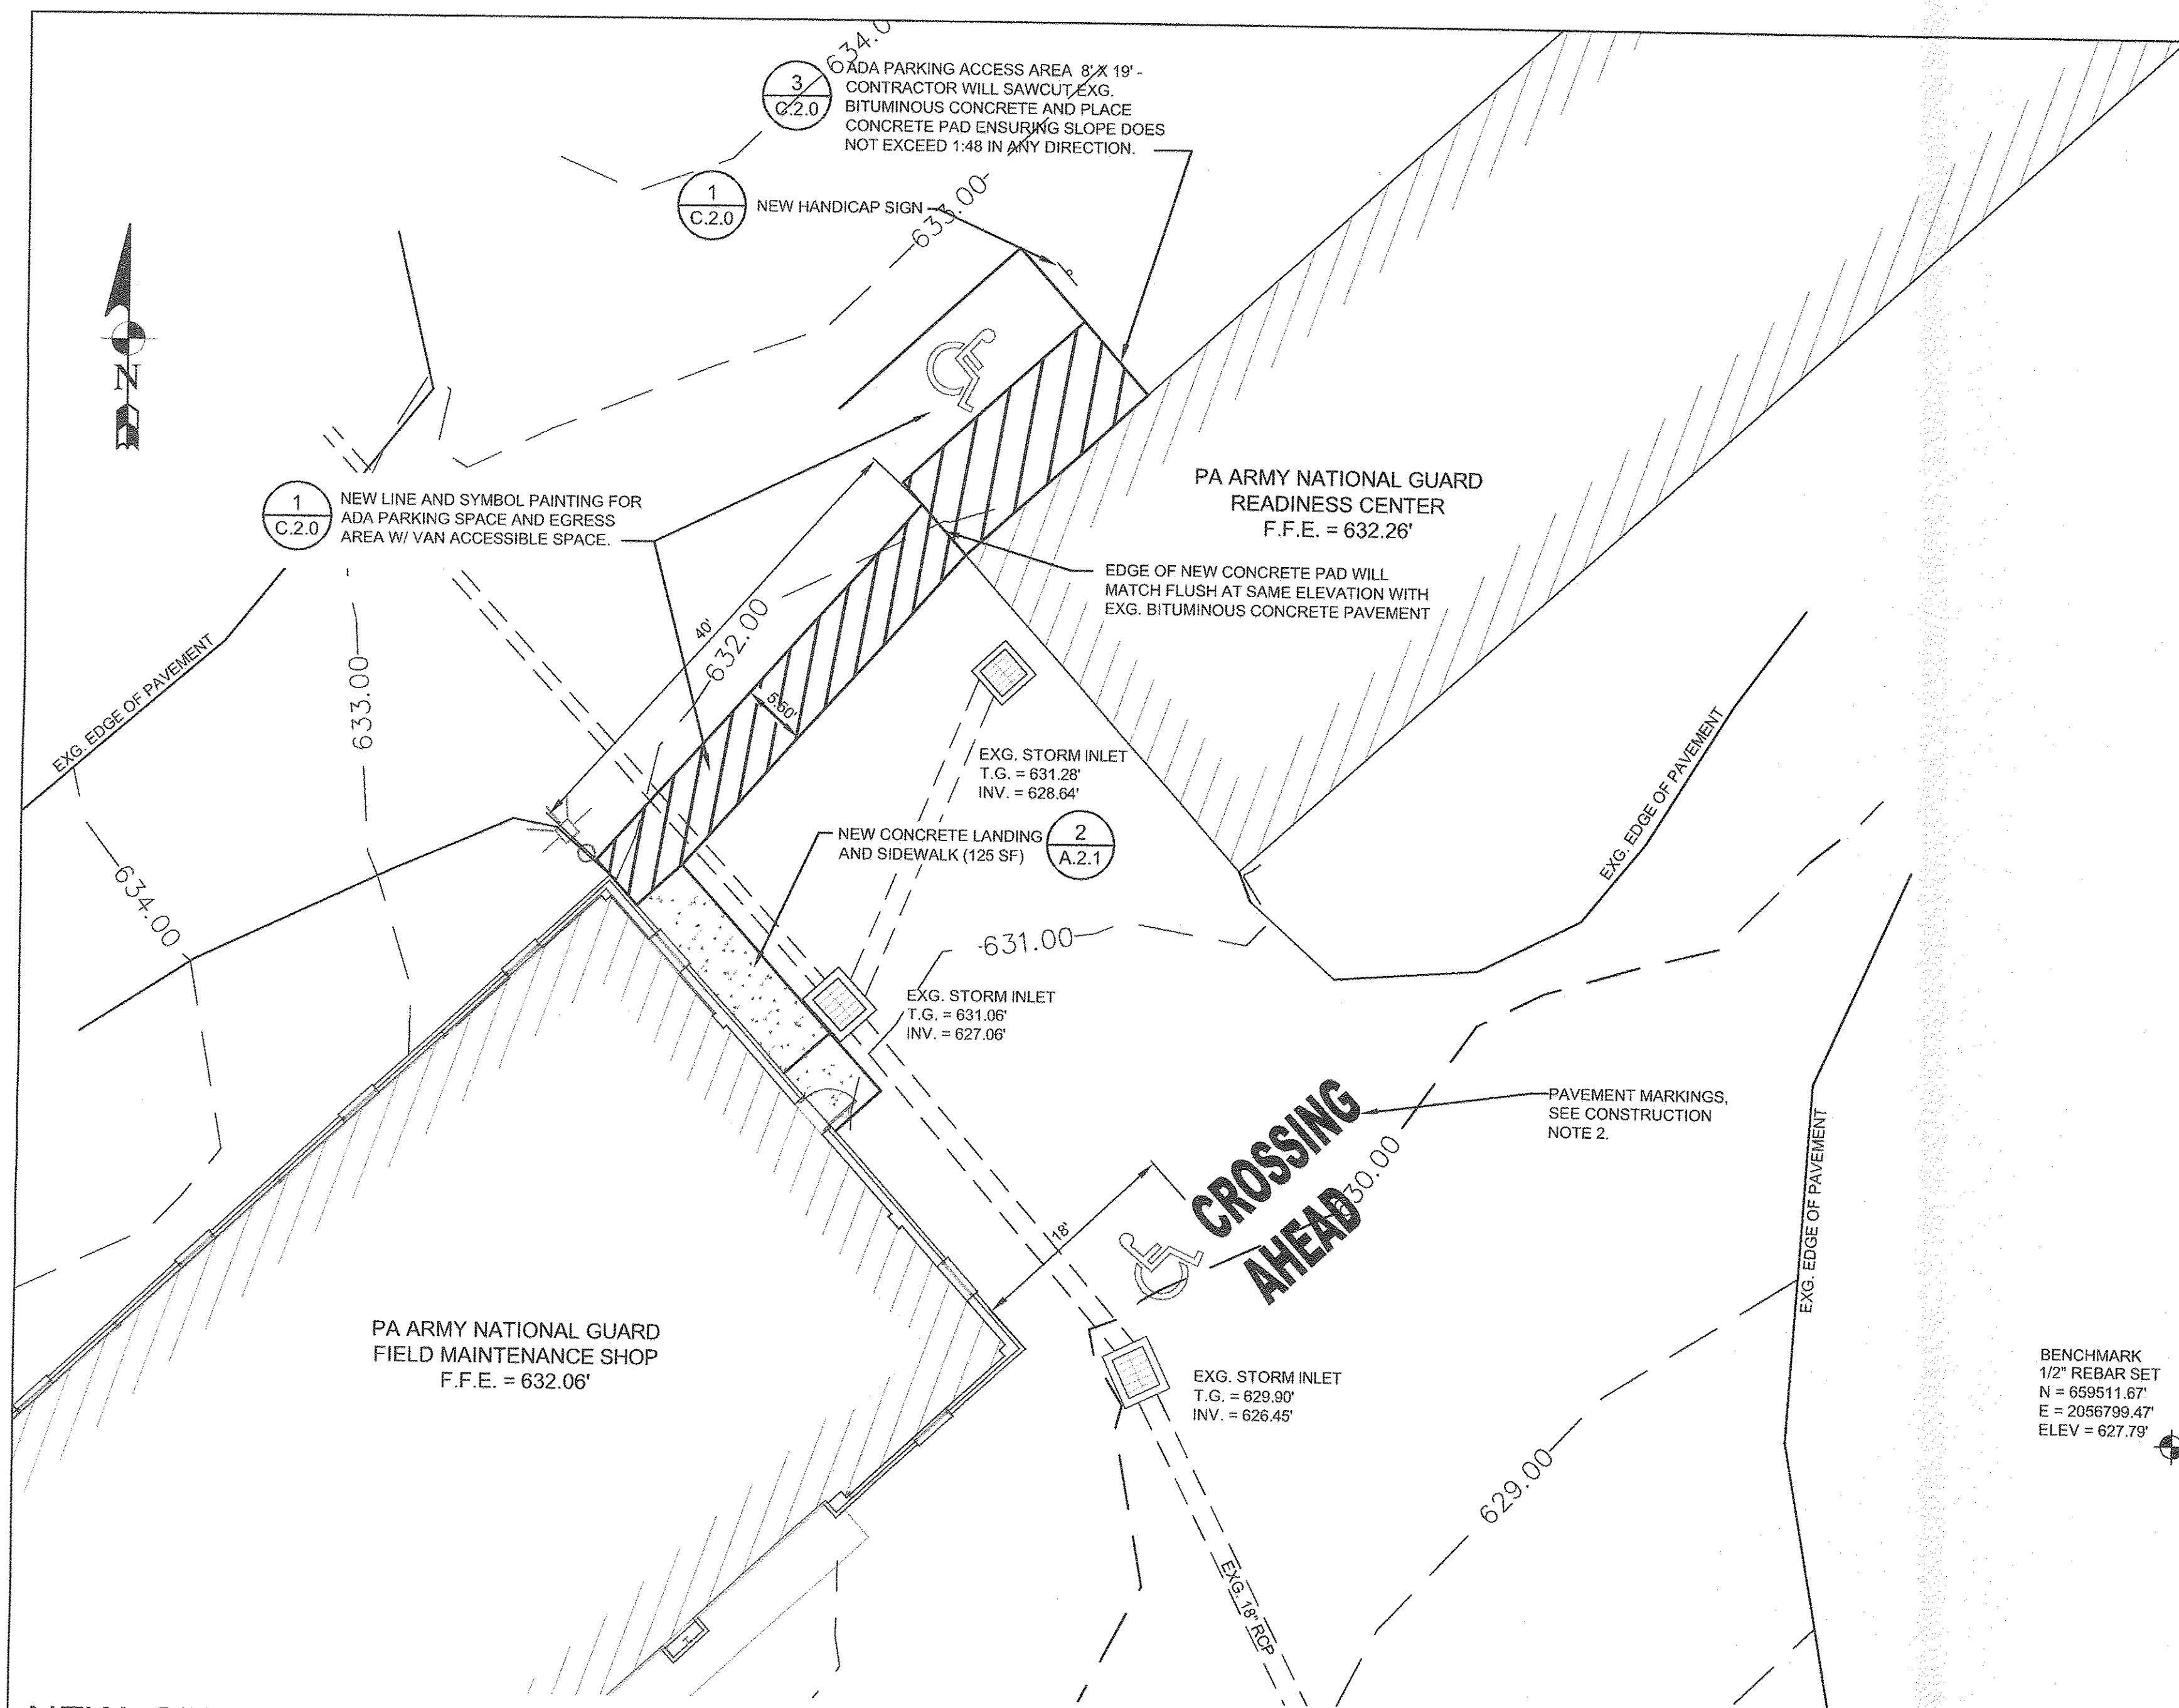 634.0
3
C.2.0
ADA PARKING ACCESS AREA 8' X 19' -
CONTRACTOR WILL SAWCUT EXG.
BITUMINOUS CONCRETE AND PLACE
CONCRETE PAD ENSURING SLOPE DOES
NOT EXCEED 1:48 IN ANY DIRECTION.
1
C.2.0
NEW HANDICAP SIGN
633.00
N
1
C.2.0
NEW LINE AND SYMBOL PAINTING FOR
ADA PARKING SPACE AND EGRESS
AREA W/ VAN ACCESSIBLE SPACE.
PA ARMY NATIONAL GUARD
READINESS CENTER
F.F.E. = 632.26'
EDGE OF NEW CONCRETE PAD WILL
MATCH FLUSH AT SAME ELEVATION WITH
EXG. BITUMINOUS CONCRETE PAVEMENT
40'
632.00
5.60'
EXG. EDGE OF PAVEMENT
633.00
634.00
EXG. STORM INLET
T.G. = 631.28'
INV. = 628.64'
NEW CONCRETE LANDING
AND SIDEWALK (125 SF)
2
A.2.1
EXG. EDGE OF PAVEMENT
631.00
EXG. STORM INLET
T.G. = 631.06'
INV. = 627.06'
PAVEMENT MARKINGS,
SEE CONSTRUCTION
NOTE 2.
CROSSING
AHEAD
630.00
18'
EXG. EDGE OF PAVEMENT
PA ARMY NATIONAL GUARD
FIELD MAINTENANCE SHOP
F.F.E. = 632.06'
EXG. STORM INLET
T.G. = 629.90'
INV. = 626.45'
BENCHMARK
1/2" REBAR SET
N = 659511.67'
E = 2056799.47'
ELEV = 627.79'
629.00
EXG. 18" RCP